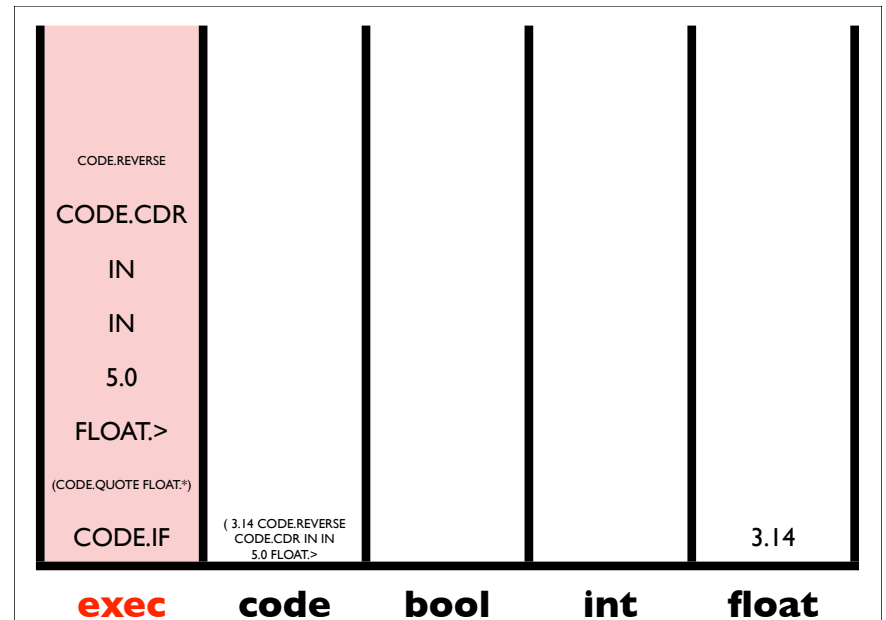 CODE.REVERSE
CODE.CDR
IN
IN
5.0
FLOAT.>
(CODE.QUOTE FLOAT.*)
CODE.IF
( 3.14 CODE.REVERSE
CODE.CDR IN IN
5.0 FLOAT.>
3.14
exec code bool int float